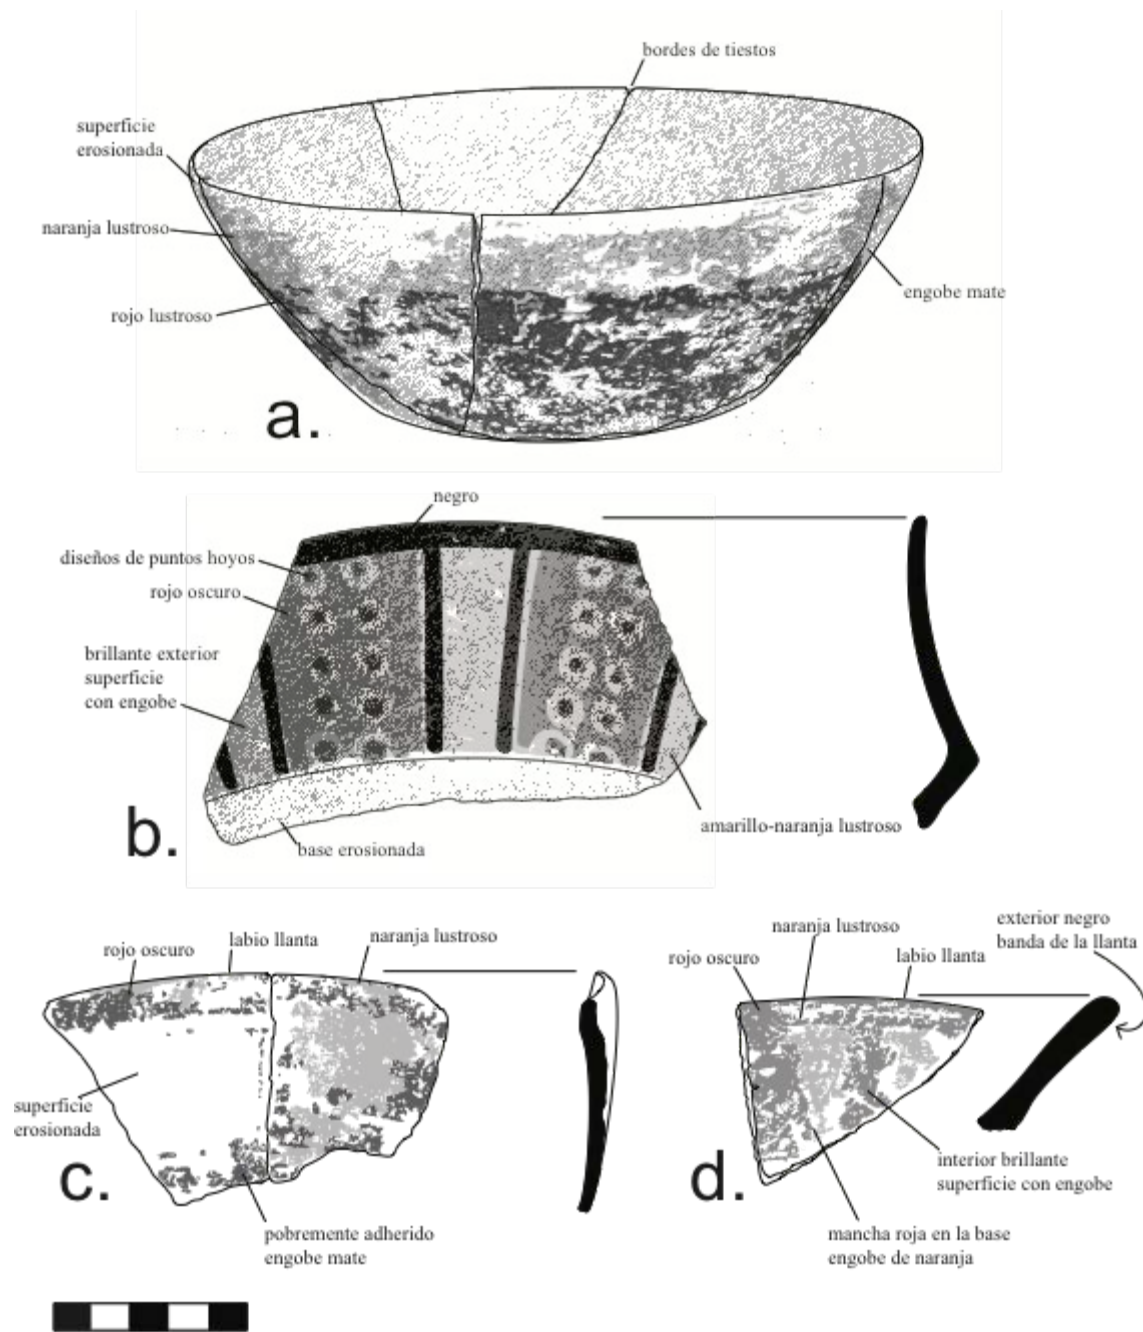 bordes de tiestos
superficie
erosionada
naranja lustroso
rojo lustroso
engobe mate
a.
negro
diseños de puntos hoyos
rojo oscuro
brillante exterior
superficie
con engobe
amarillo-naranja lustroso
base erosionada
b.
rojo oscuro
labio llanta
naranja lustroso
superficie
erosionada
c.
pobremente adherido
engobe mate
exterior negro
banda de la llanta
naranja lustroso
rojo oscuro
labio llanta
interior brillante
superficie con engobe
d.
mancha roja en la base
engobe de naranja